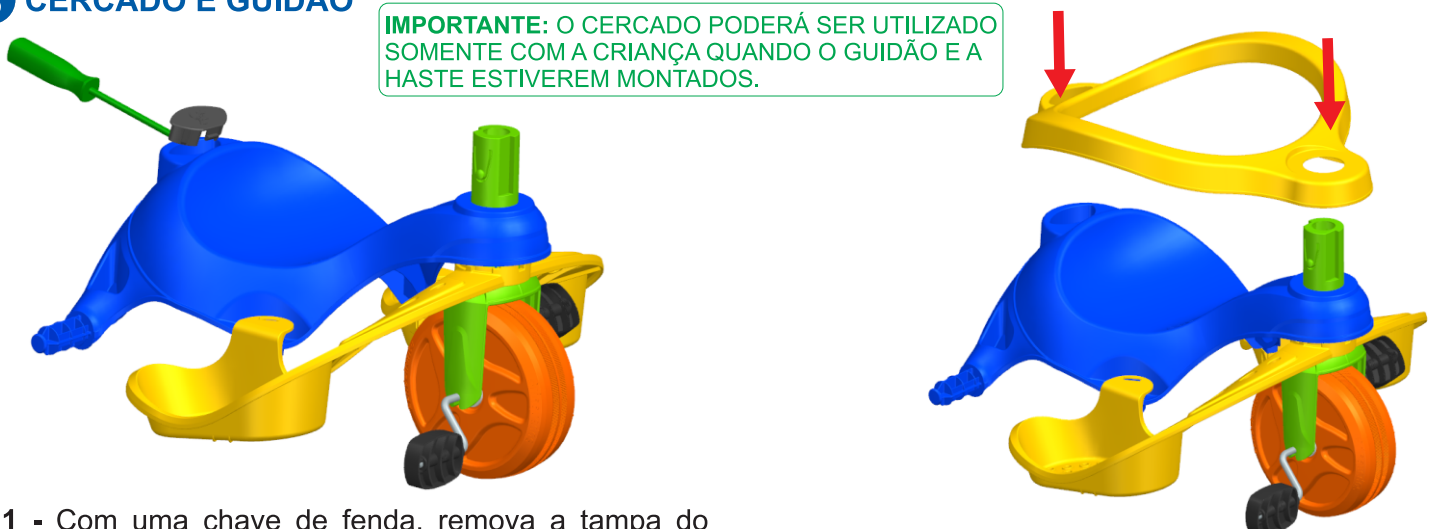 CERCADO E GUIDÃO
IMPORTANTE: O CERCADO PODERÁ SER UTILIZADO
SOMENTE COM A CRIANÇA QUANDO O GUIDÃO E A
HASTE ESTIVEREM MONTADOS.
1 - Com uma chave de fenda, remova a tampa do